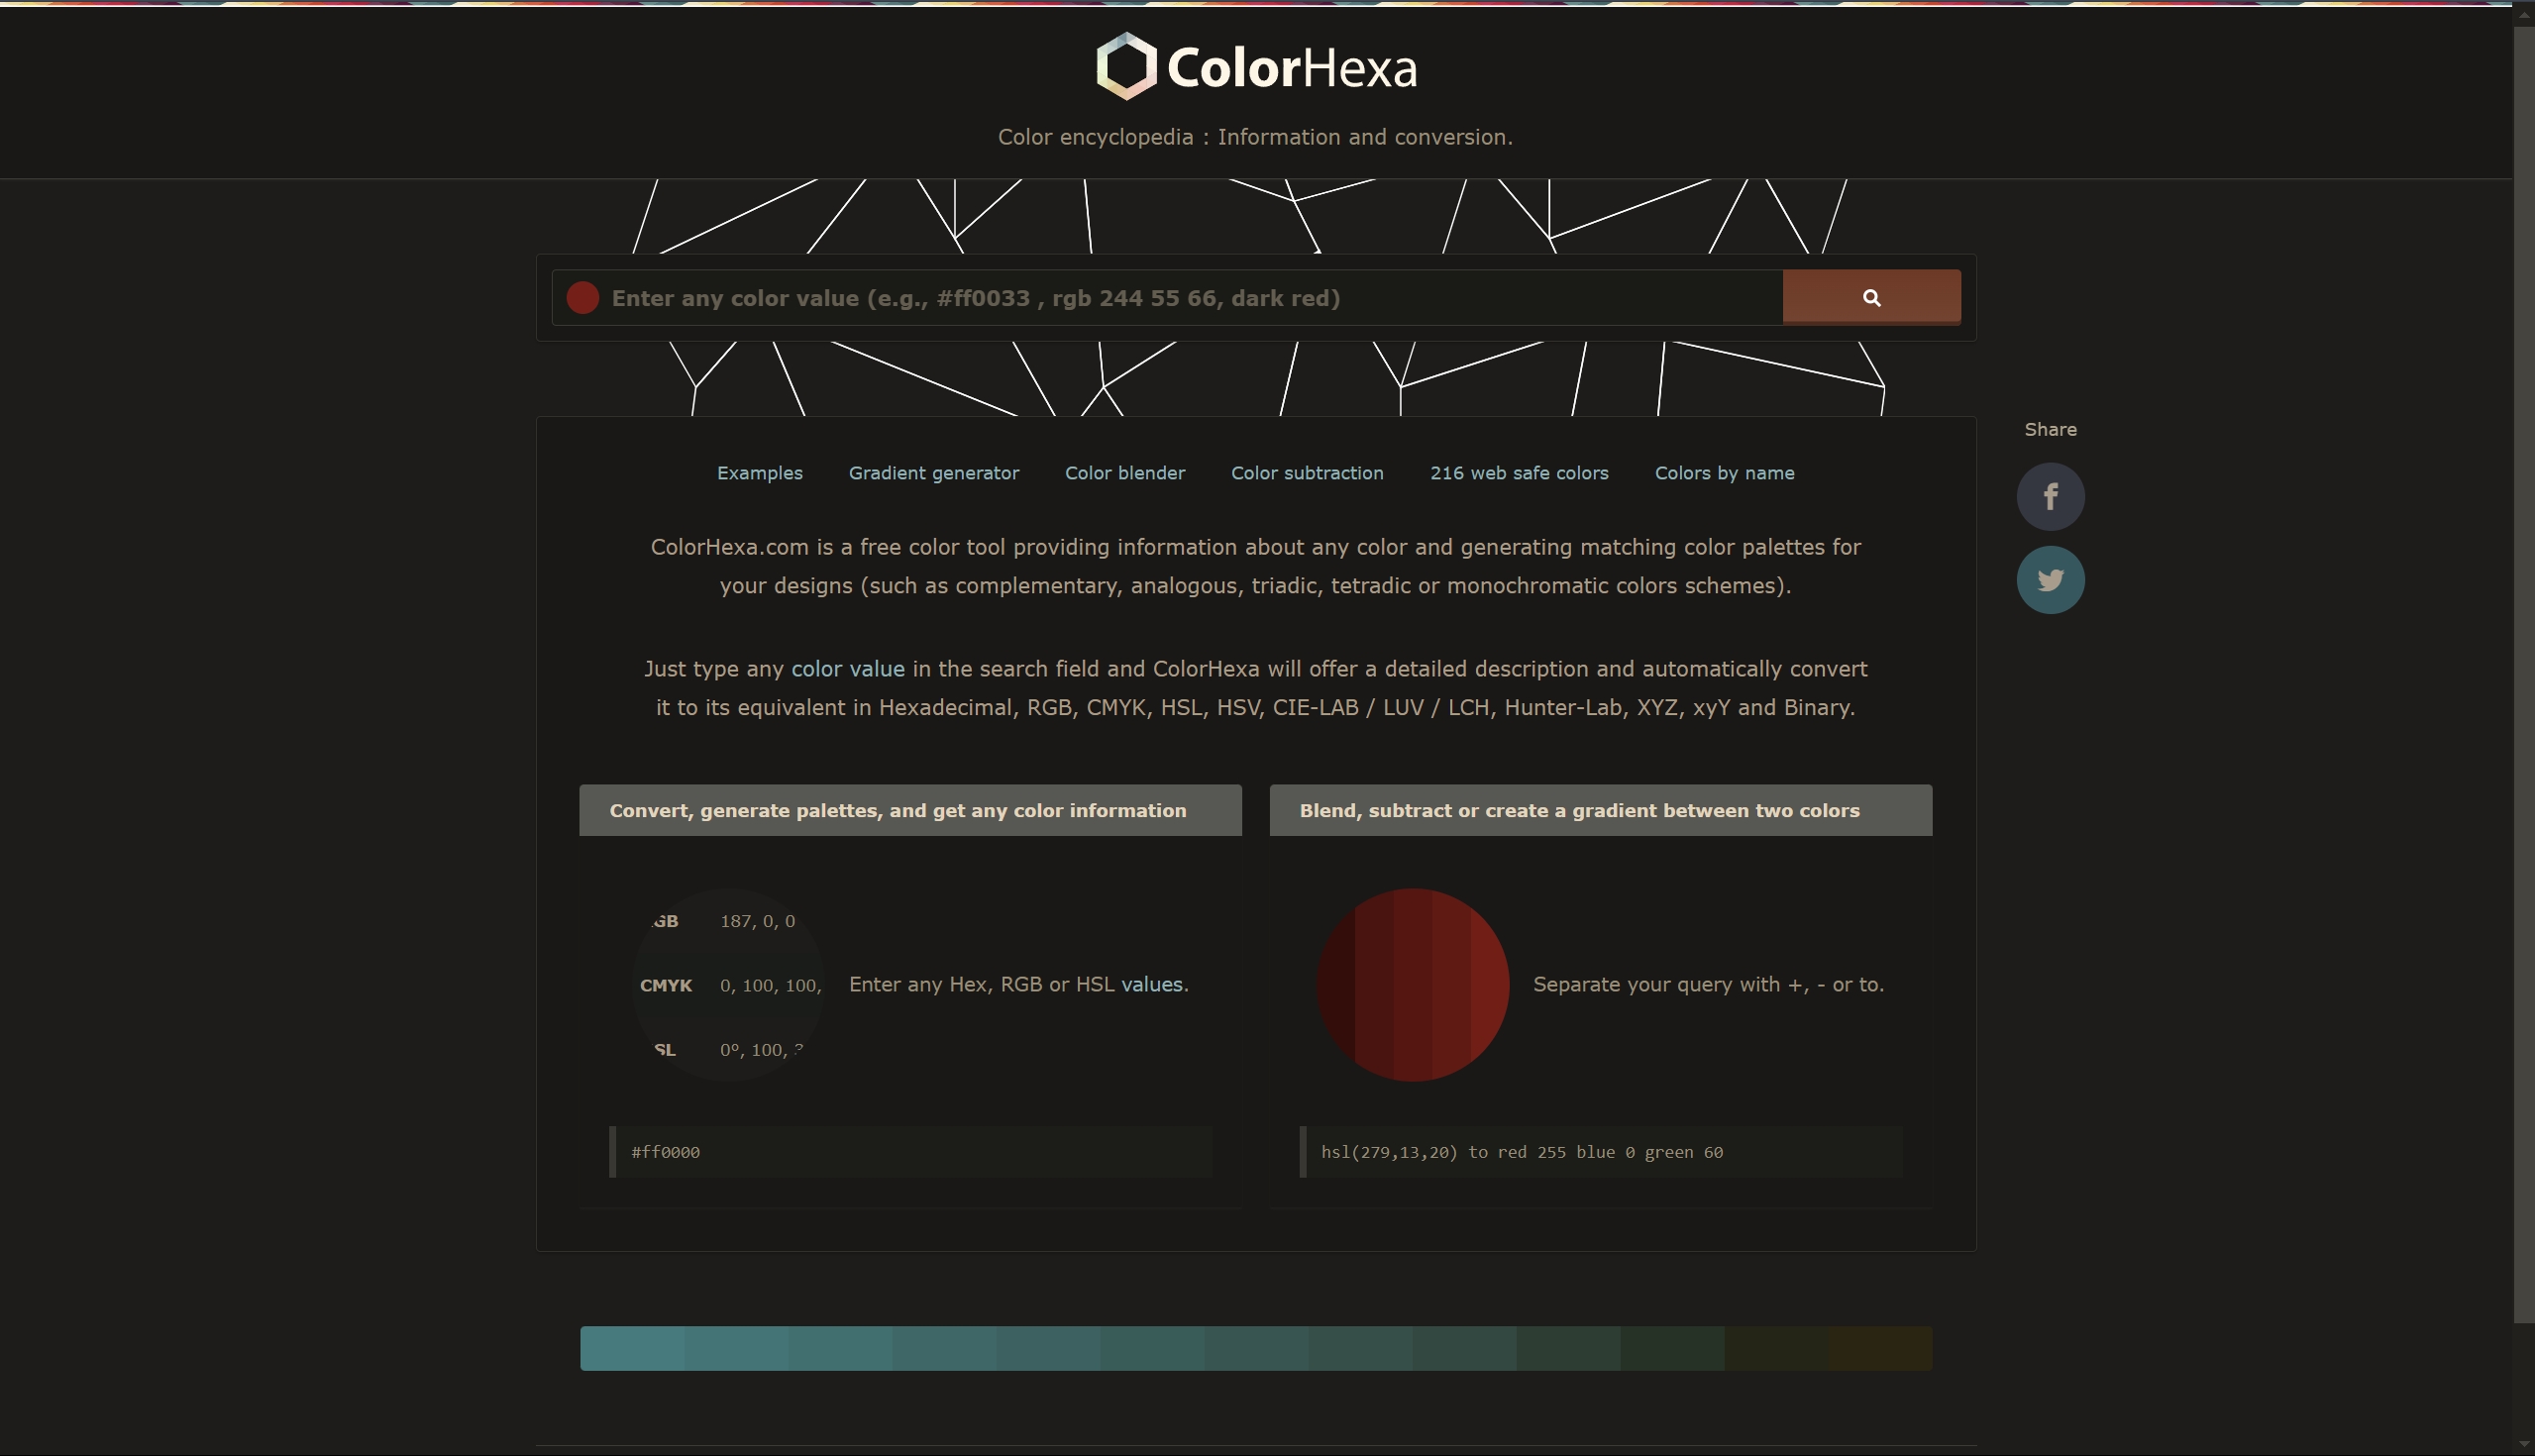 ColorHexa
Color encyclopedia : Information and conversion.
Enter any color value (e.g., #ff0033 , rgb 244 55 66, dark red)
Share
Examples Gradient generator Color blender Color subtraction 216 web safe colors Colors by name
ColorHexa.com is a free color tool providing information about any color and generating matching color palettes for
your designs (such as complementary, analogous, triadic, tetradic or monochromatic colors schemes).
Just type any color value in the search field and ColorHexa will offer a detailed description and automatically convert
it to its equivalent in Hexadecimal, RGB, CMYK, HSL, HSV, CIE-LAB / LUV / LCH, Hunter-Lab, XYZ, xyY and Binary.
Convert, generate palettes, and get any color information
GB 187, 0, 0
CMYK 0, 100, 100,
SL 0°, 100,
Enter any Hex, RGB or HSL values.
#ff0000
Blend, subtract or create a gradient between two colors
Separate your query with +, - or to.
hsl(279,13,20) to red 255 blue 0 green 60